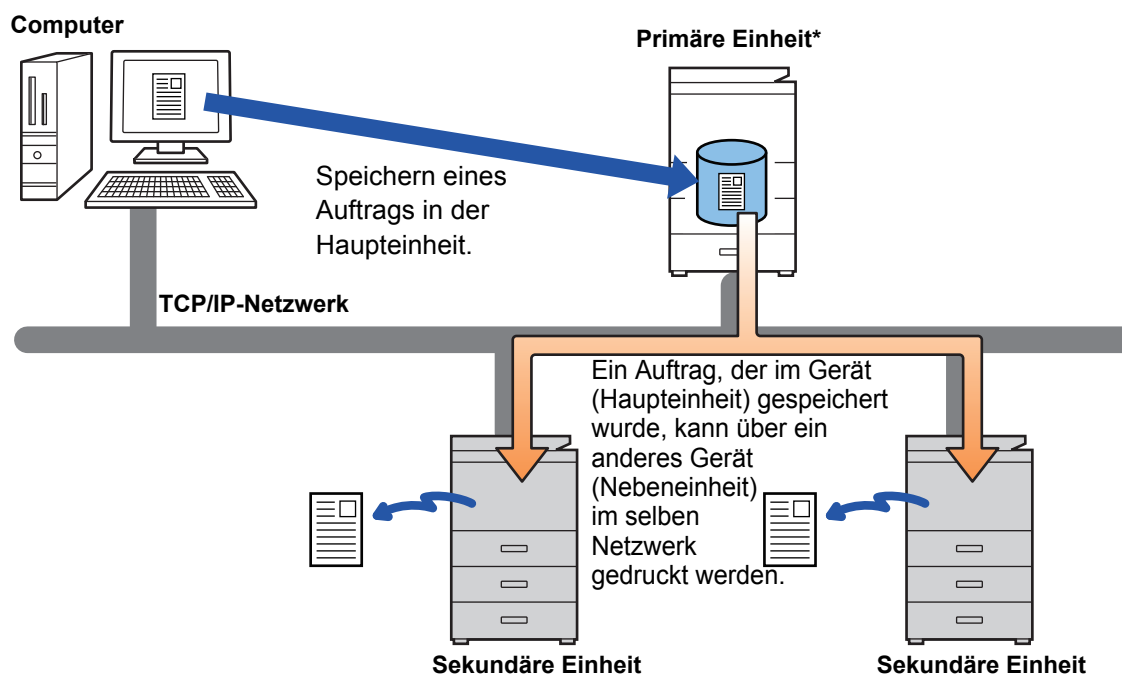 Computer
Primäre Einheit*
Speichern eines
Auftrags in der
Haupteinheit.
TCP/IP-Netzwerk
Ein Auftrag, der im Gerät
(Haupteinheit) gespeichert
wurde, kann über ein
anderes Gerät
(Nebeneinheit)
im selben
Netzwerk
gedruckt werden.
Sekundäre Einheit
Sekundäre Einheit